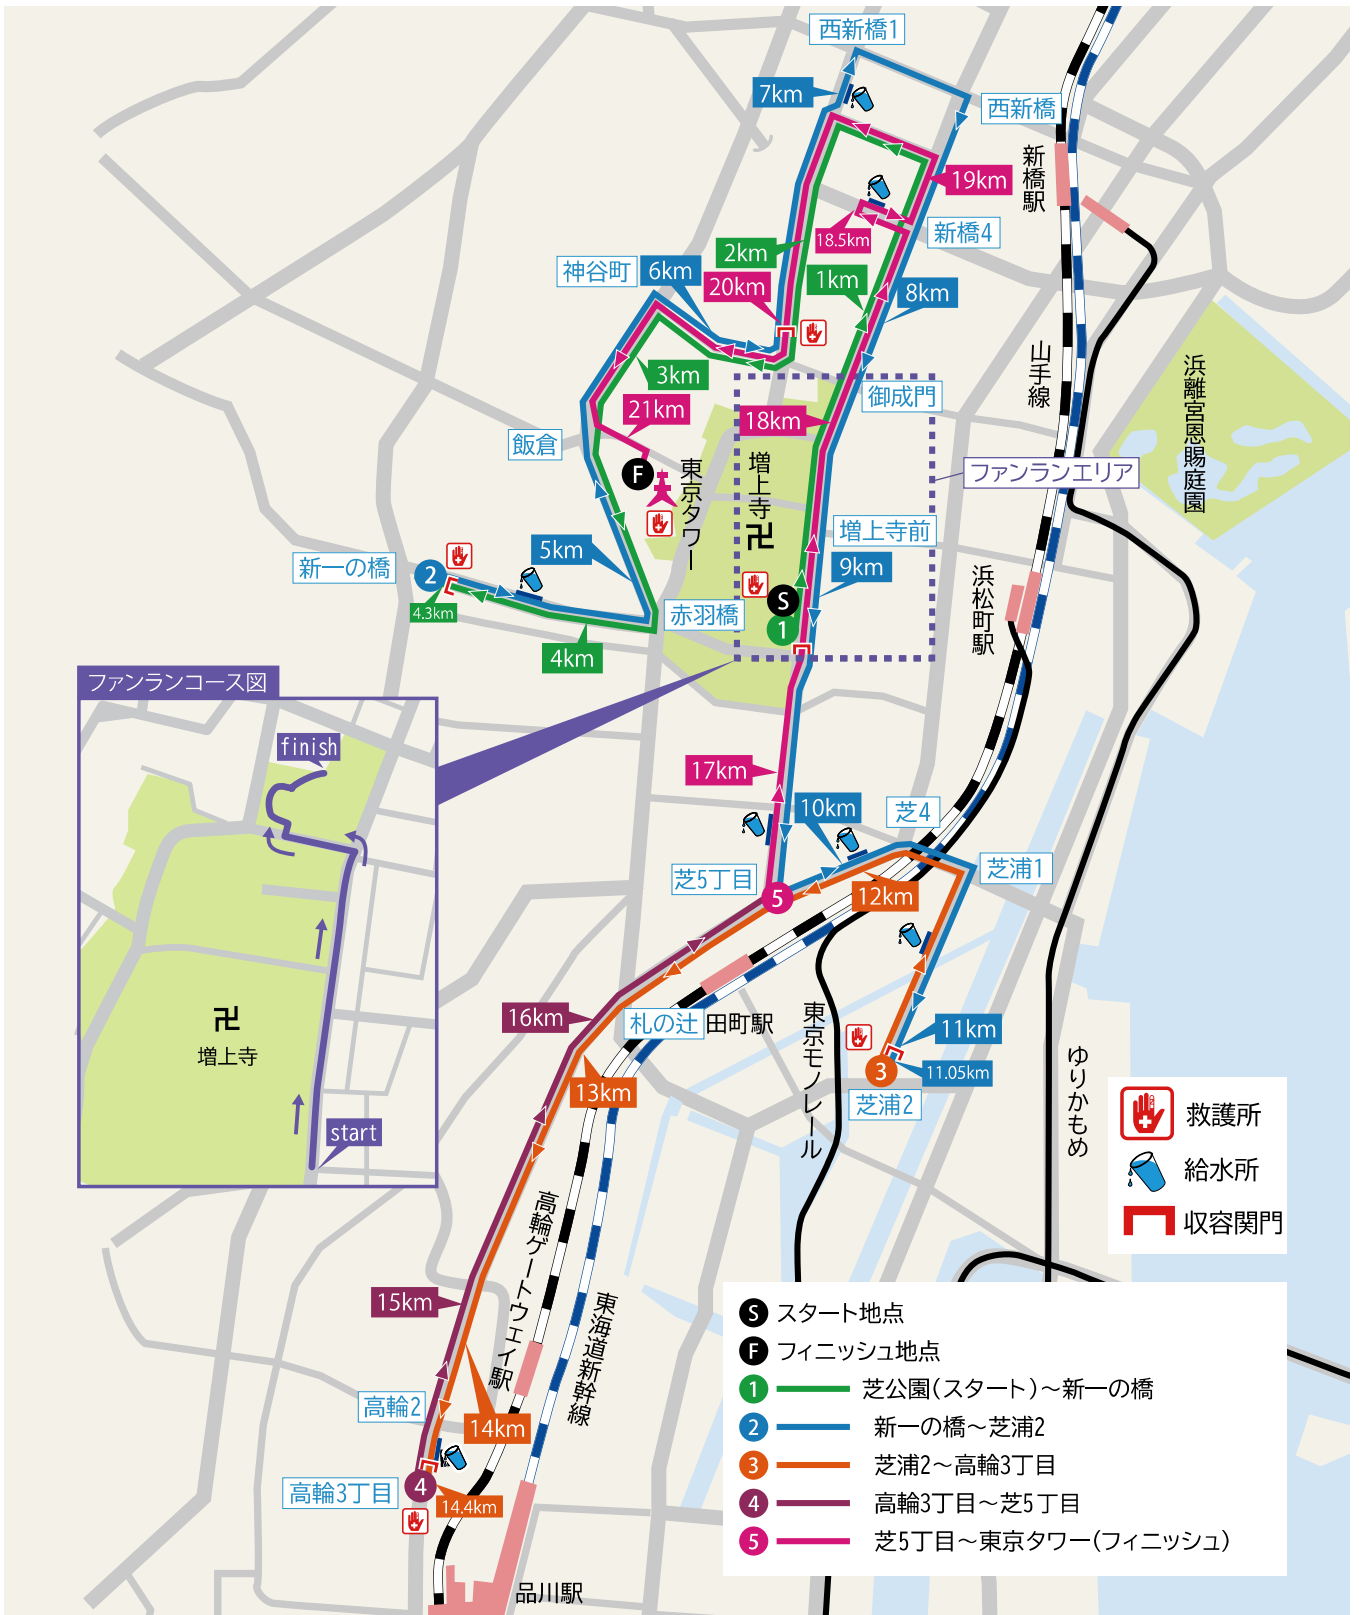 西新橋1
7km
西新橋
新橋駅
19km
18.5km
新橋4
2km
1km
神谷町
6km
20km
8km
山手線
浜離宮恩賜庭園
3km
21km
18km
御成門
飯倉
F
東京タワー
増上寺
卍
ファンランエリア
増上寺前
新一の橋
2
5km
9km
浜松町駅
4.3km
S
1
赤羽橋
4km
ファンランコース図
finish
卍
増上寺
start
17km
10km
芝4
芝5丁目
5
12km
芝浦1
16km
札の辻
田町駅
東京モノレール
11km
11.05km
3
芝浦2
ゆりかもめ
13km
高輪ゲートウェイ駅
東海道新幹線
15km
高輪2
14km
高輪3丁目
4
14.4km
品川駅
救護所
給水所
収容関門
S スタート地点
F フィニッシュ地点
1 芝公園(スタート)～新一の橋
2 新一の橋～芝浦2
3 芝浦2～高輪3丁目
4 高輪3丁目～芝5丁目
5 芝5丁目～東京タワー(フィニッシュ)